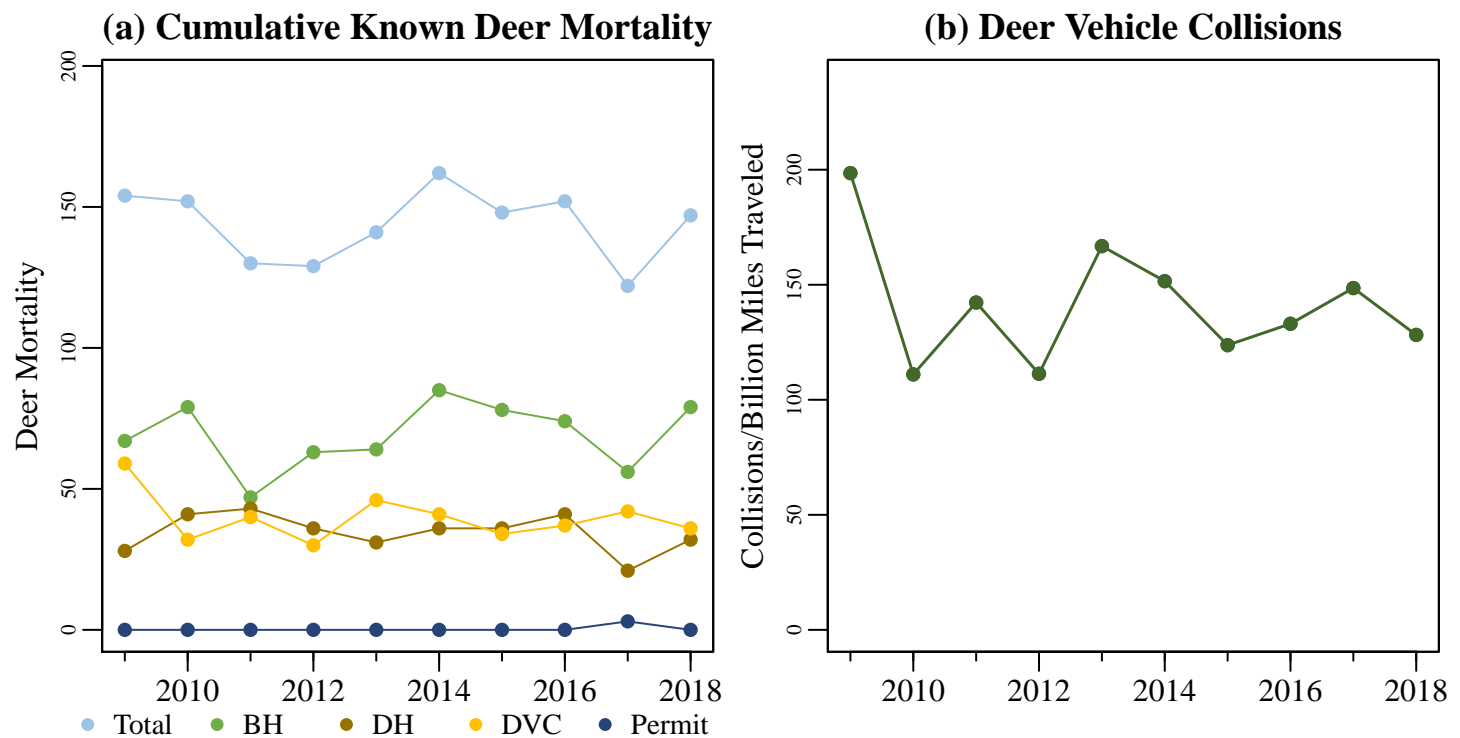 (a) Cumulative Known Deer Mortality
Deer Mortality
200
150
100
50
0
2010 2012 2014 2016 2018
Total BH DH DVC Permit
(b) Deer Vehicle Collisions
Collisions/Billion Miles Traveled
200
150
100
50
0
2010 2012 2014 2016 2018